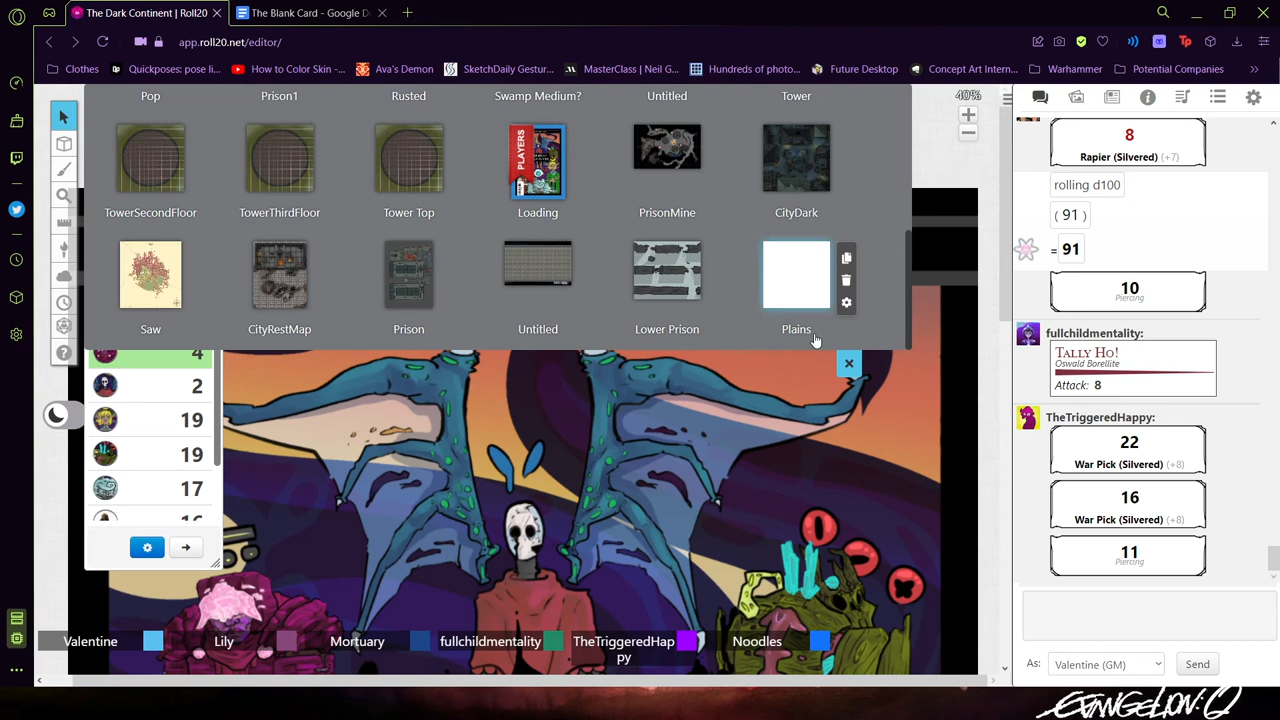 The Dark Continent | Roll20
The Blank Card - Google D
app.roll20.net/editor/
Clothes
Quickposes: pose li...
How to Color Skin -...
Ava's Demon
SketchDaily Gestur...
MasterClass | Neil G...
Hundreds of photo...
Future Desktop
Concept Art Intern...
Warhammer
Potential Companies
Pop
Prison1
Rusted
Swamp Medium?
Untitled
Tower
40%
PLAYERS
TowerSecondFloor
TowerThirdFloor
Tower Top
Loading
PrisonMine
CityDark
Saw
CityRestMap
Prison
Untitled
Lower Prison
Plains
4
2
19
19
17
16
Valentine
Lily
Mortuary
fullchildmentality
TheTriggeredHap
py
Noodles
8
Rapier (Silvered) (+7)
rolling d100
( 91 )
= 91
10
Piercing
fullchildmentality:
TALLY HO!
Oswald Borellite
Attack: 8
TheTriggeredHappy:
22
War Pick (Silvered) (+8)
16
War Pick (Silvered) (+8)
11
Piercing
As:
Valentine (GM)
Send